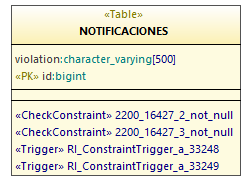 «Table»
NOTIFICACIONES
violation:character_varying[500]
«PK» id:bigint
«CheckConstraint» 2200_16427_2_not_null
«CheckConstraint» 2200_16427_3_not_null
«Trigger» RI_ConstraintTrigger_a_33248
«Trigger» RI_ConstraintTrigger_a_33249